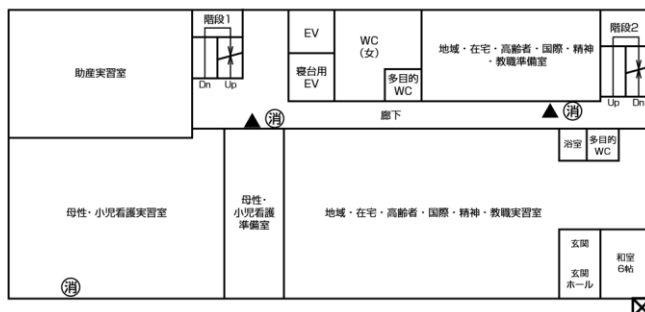 階段1
Dn
Up
助産実習室
EV
寝台用
EV
WC
(女)
多目的
WC
地域・在宅・高齢者・国際・精神
・教職準備室
階段2
Up
Dn
消
廊下
消
浴室
多目的
WC
母性・小児看護実習室
母性・
小児看護
準備室
地域・在宅・高齢者・国際・精神・教職実習室
玄関
玄関
ホール
和室
6帖
消